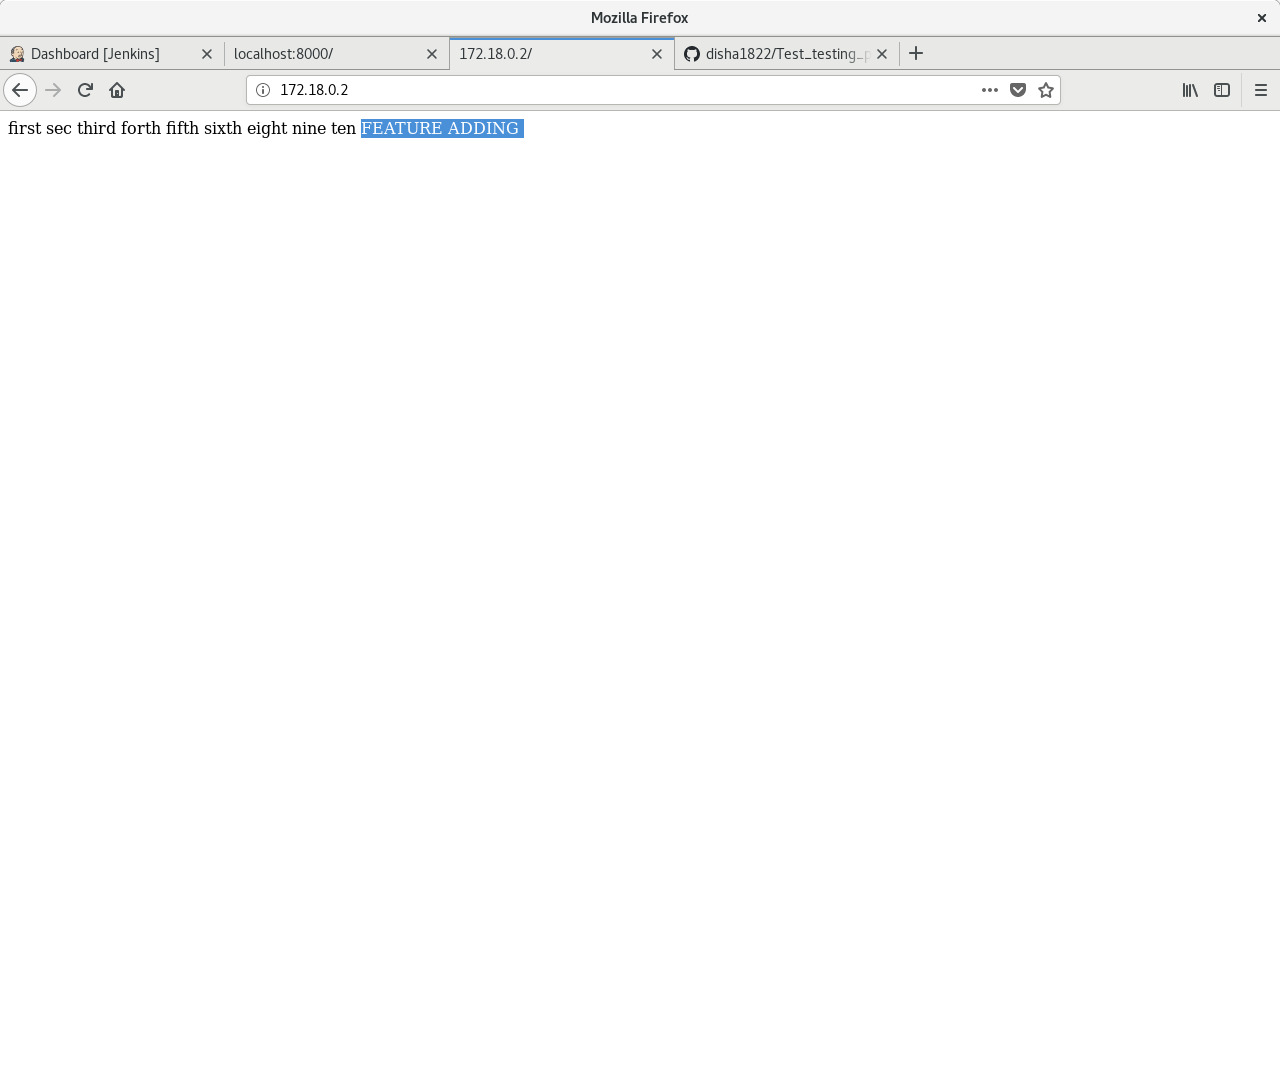 Mozilla Firefox
Dashboard [Jenkins]
localhost:8000/
172.18.0.2/
disha1822/Test_testing_
172.18.0.2
first sec third forth fifth sixth eight nine ten FEATURE ADDING